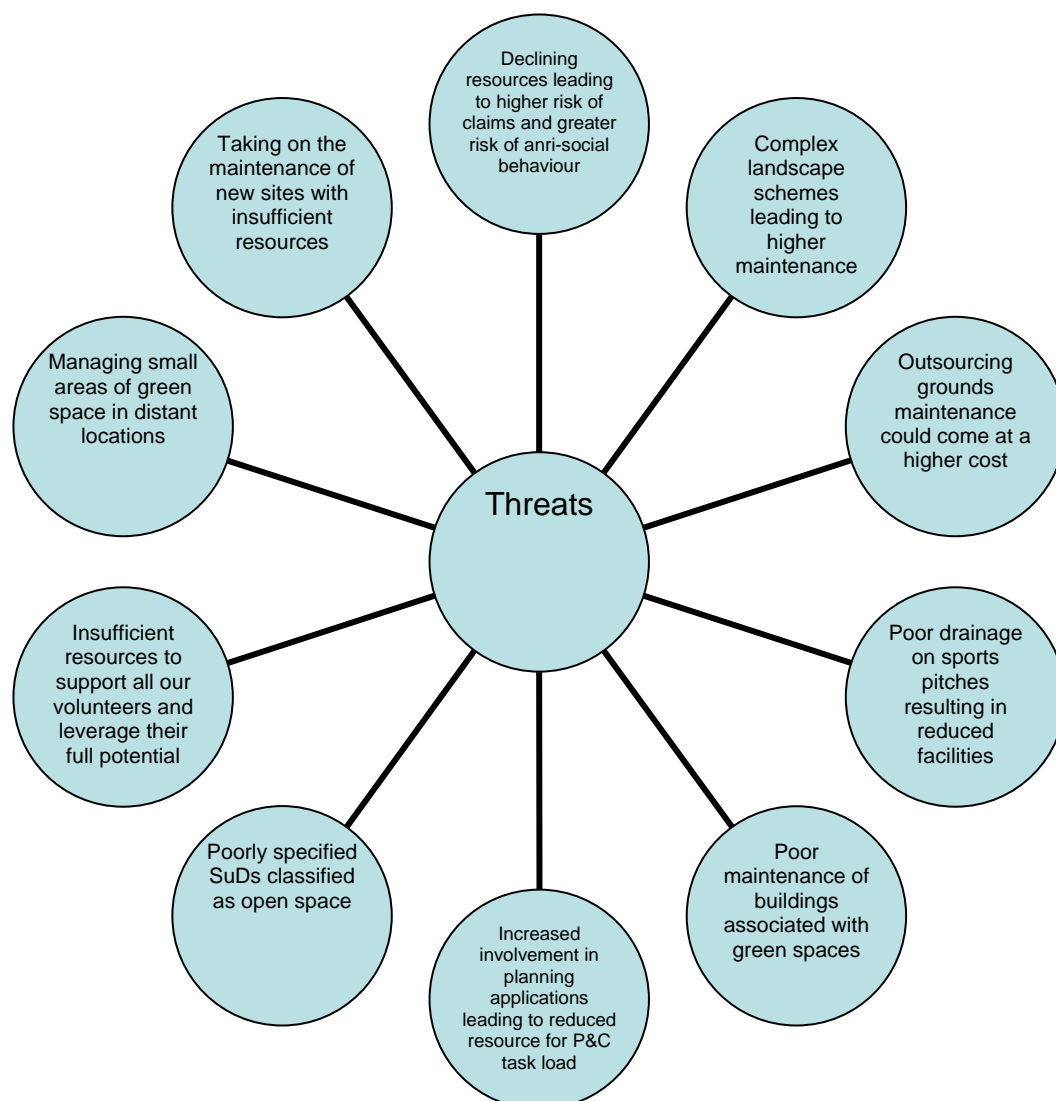 Threats
Declining
resources leading
to higher risk of
claims and greater
risk of anri-social
behaviour
Complex
landscape
schemes
leading to
higher
maintenance
Outsourcing
grounds
maintenance
could come at a
higher cost
Poor drainage
on sports
pitches
resulting in
reduced
facilities
Poor
maintenance of
buildings
associated with
green spaces
Increased
involvement in
planning
applications
leading to reduced
resource for P&C
task load
Poorly specified
SuDs classified
as open space
Insufficient
resources to
support all our
volunteers and
leverage their
full potential
Managing small
areas of green
space in distant
locations
Taking on the
maintenance of
new sites with
insufficient
resources